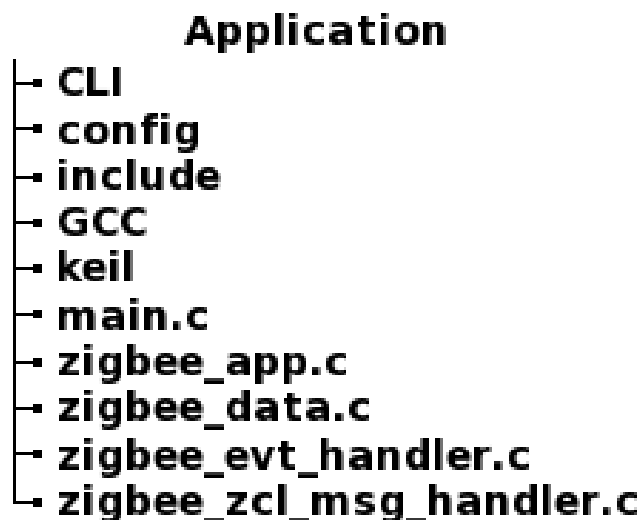 Application
CLI
config
include
GCC
keil
main.c
zigbee_app.c
zigbee_data.c
zigbee_evt_handler.c
zigbee_zcl_msg_handler.c